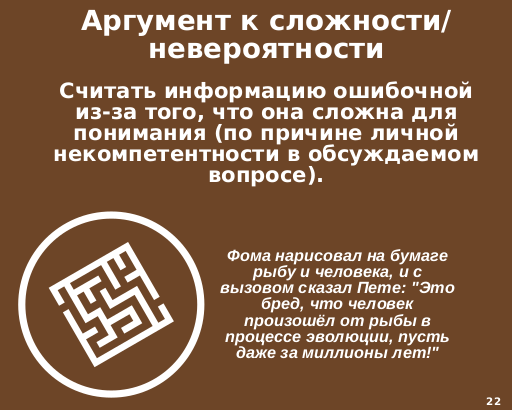 Аргумент к сложности/
невероятности
Считать информацию ошибочной
из-за того, что она сложна для
понимания (по причине личной
некомпетентности в обсуждаемом
вопросе).
Фома нарисовал на бумаге
рыбу и человека, и с
вызовом сказал Пете: "Это
бред, что человек
произошёл от рыбы в
процессе эволюции, пусть
даже за миллионы лет!"
22